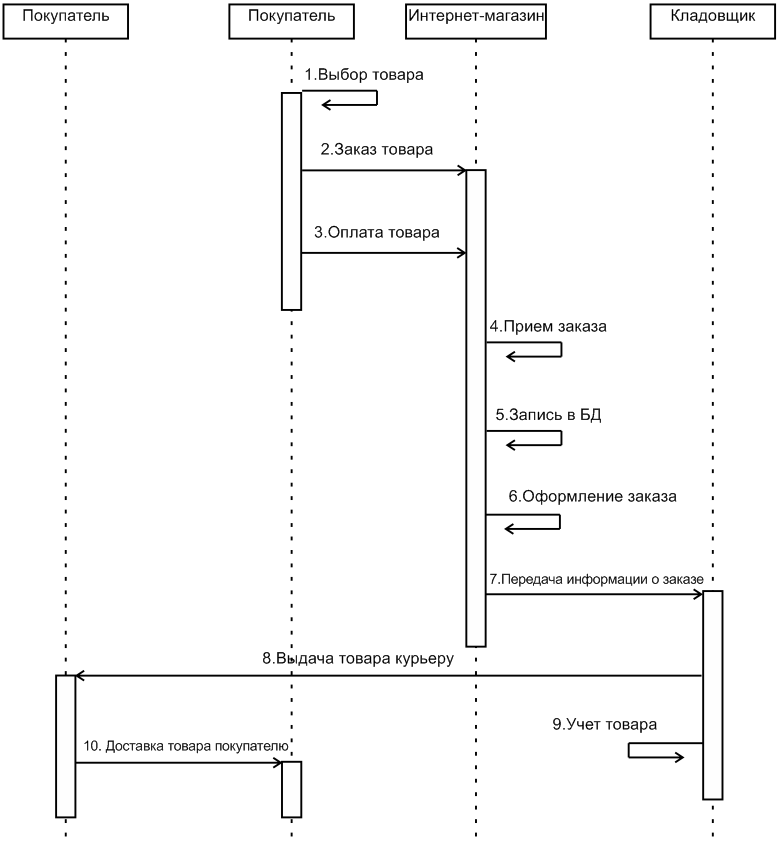 Покупатель
Покупатель
Интернет-магазин
Кладовщик
1.Выбор товара
2.Заказ товара
3.Оплата товара
4.Прием заказа
5.Запись в БД
6.Оформление заказа
7.Передача информации о заказе
8.Выдача товара курьеру
9.Учет товара
10. Доставка товара покупателю